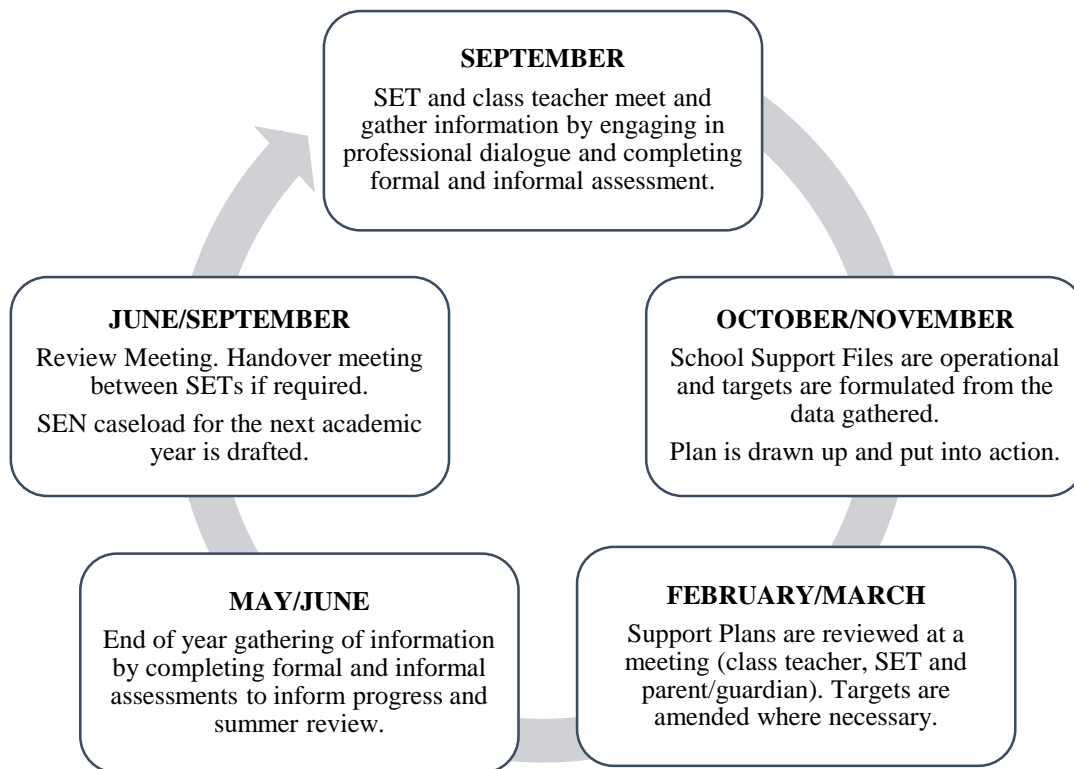 SEPTEMBER
SET and class teacher meet and
gather information by engaging in
professional dialogue and completing
formal and informal assessment.
OCTOBER/NOVEMBER
School Support Files are operational
and targets are formulated from the
data gathered.
Plan is drawn up and put into action.
FEBRUARY/MARCH
Support Plans are reviewed at a
meeting (class teacher, SET and
parent/guardian). Targets are
amended where necessary.
MAY/JUNE
End of year gathering of information
by completing formal and informal
assessments to inform progress and
summer review.
JUNE/SEPTEMBER
Review Meeting. Handover meeting
between SETs if required.
SEN caseload for the next academic
year is drafted.